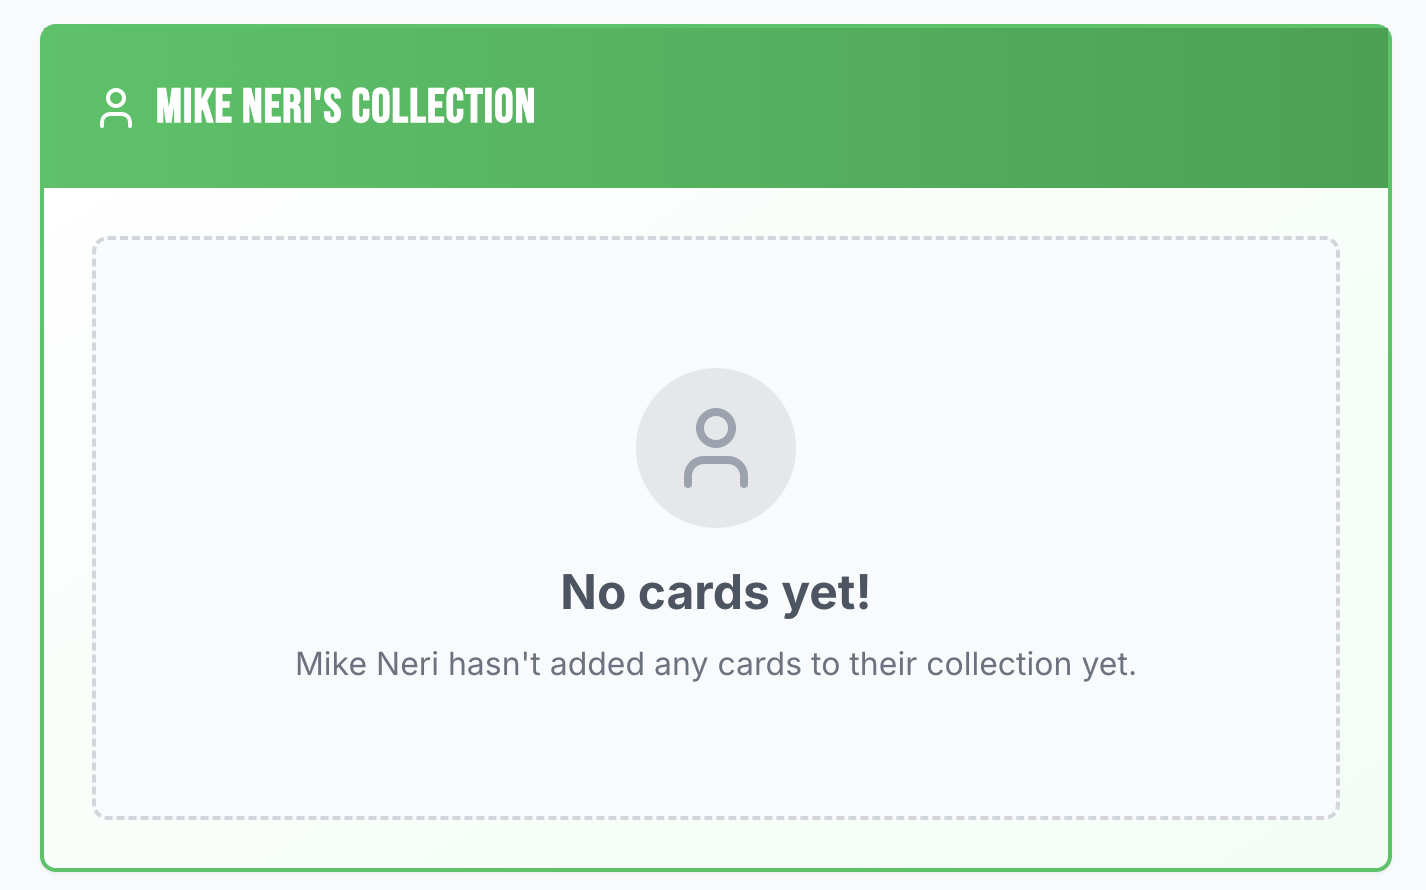 MIKE NERI'S COLLECTION
No cards yet!
Mike Neri hasn't added any cards to their collection yet.